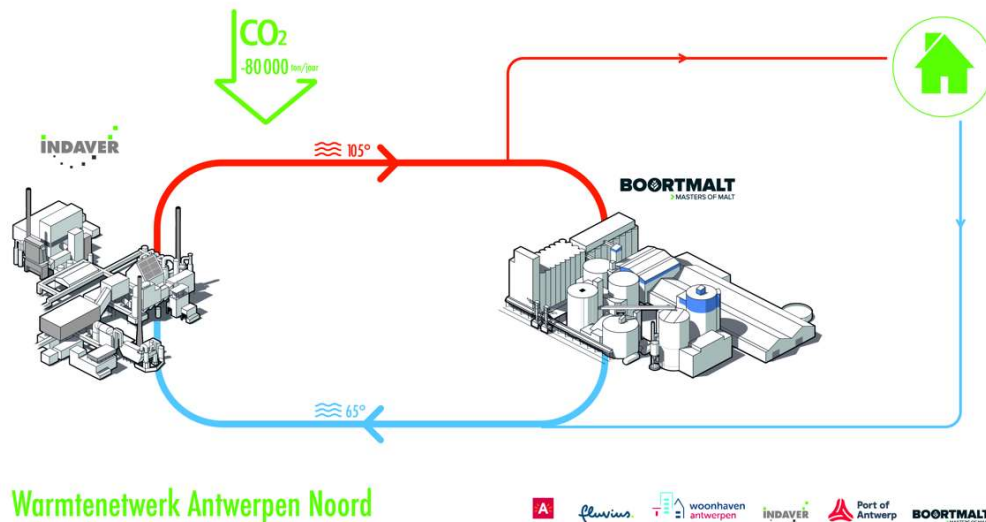 CO2
-80 000 ton/jaar
INDAVER
105°
BOORTMALT
> MASTERS OF MALT
65°
Warmtenetwerk Antwerpen Noord
A
fluvius.
woonhaven
antwerpen
INDAVER
Port of
Antwerp
BOORTMALT